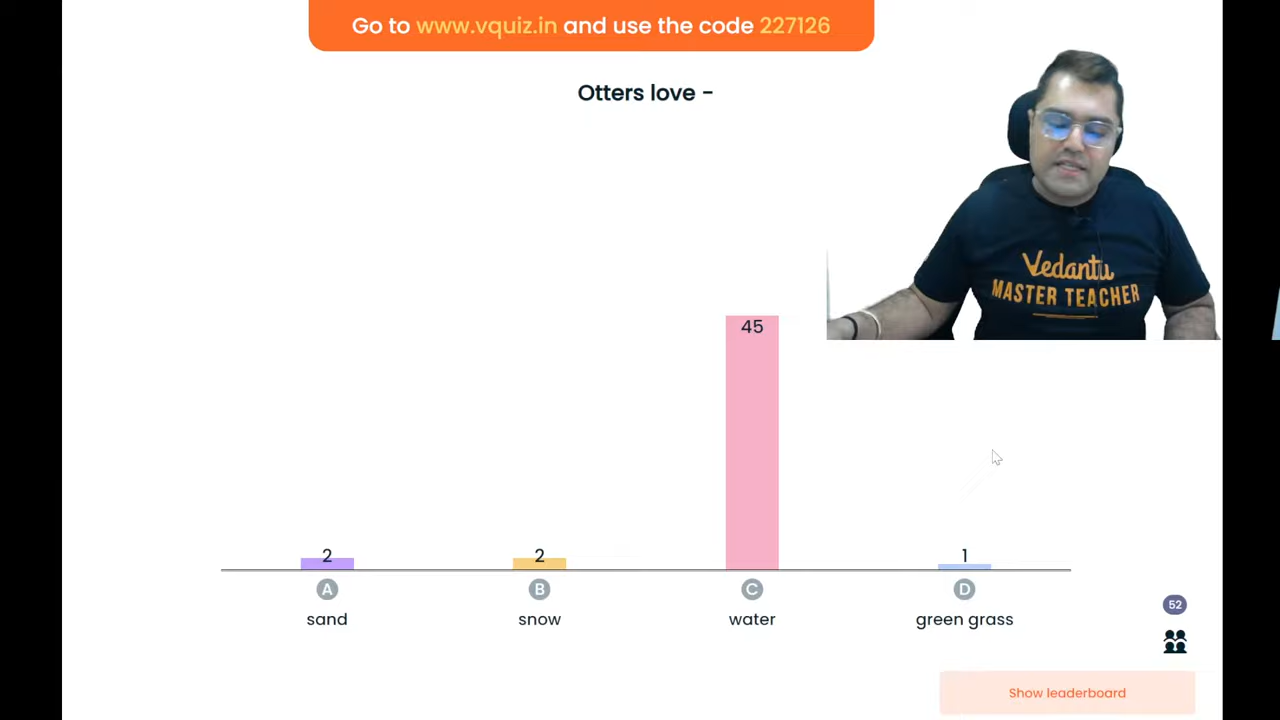 Go to www.vquiz.in and use the code 227126
Otters love -
Vedantu
MASTER TEACHER
45
2
2
1
A
B
C
D
sand
snow
water
green grass
52
Show leaderboard